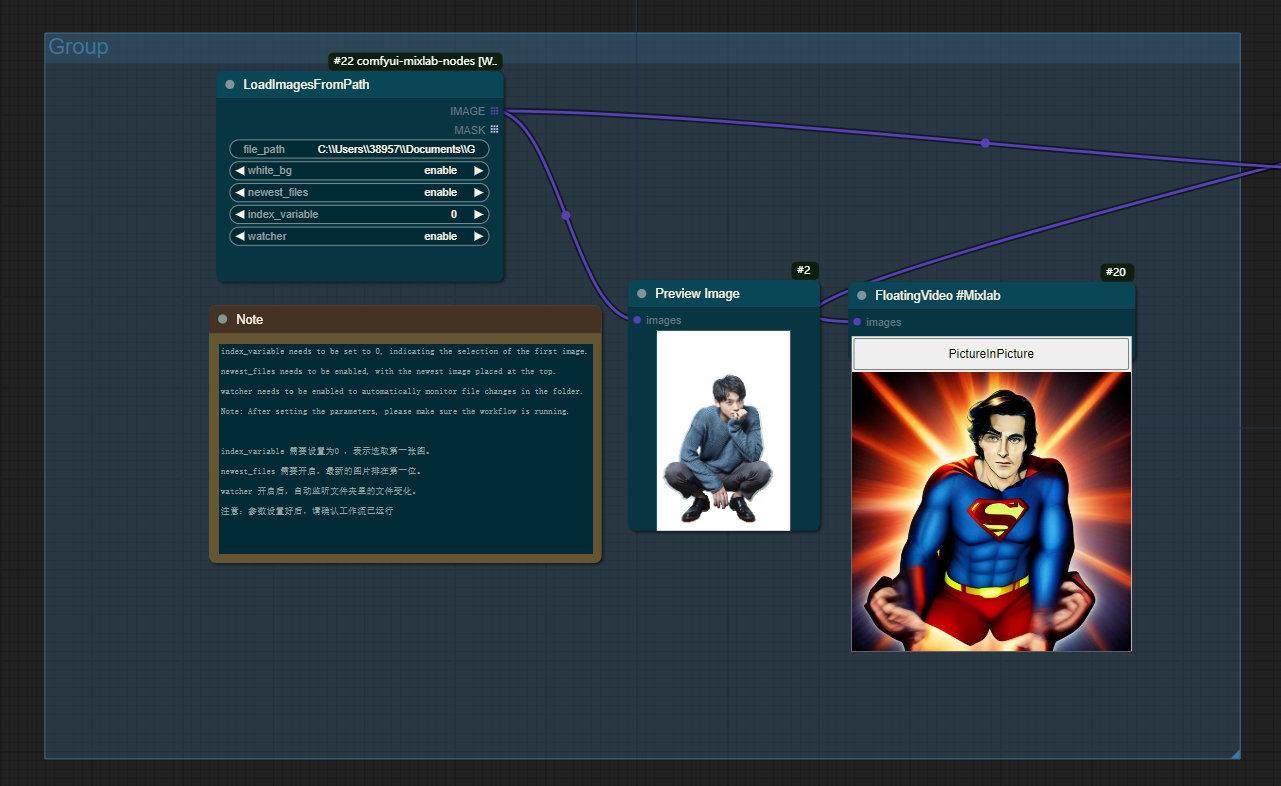 Group
#22 comfyui-mixlab-nodes [W..
LoadImagesFromPath
IMAGE
MASK
file_path C:\\Users\\38957\\Documents\\G
white_bg enable
newest_files enable
index_variable 0
watcher enable
#2
#20
Preview Image
FloatingVideo #Mixlab
images
images
PictureInPicture
Note
index_variable needs to be set to 0, indicating the selection of the first image.
newest_files needs to be enabled, with the newest image placed at the top.
watcher needs to be enabled to automatically monitor file changes in the folder.
Note: After setting the parameters, please make sure the workflow is running.
index_variable 需要设置为0 ，表示选取第一张图。
newest_files 需要开启，最新的图片排在第一位。
watcher 开启后，自动监听文件夹里的文件变化。
注意：参数设置好后，请确认工作流已运行
S